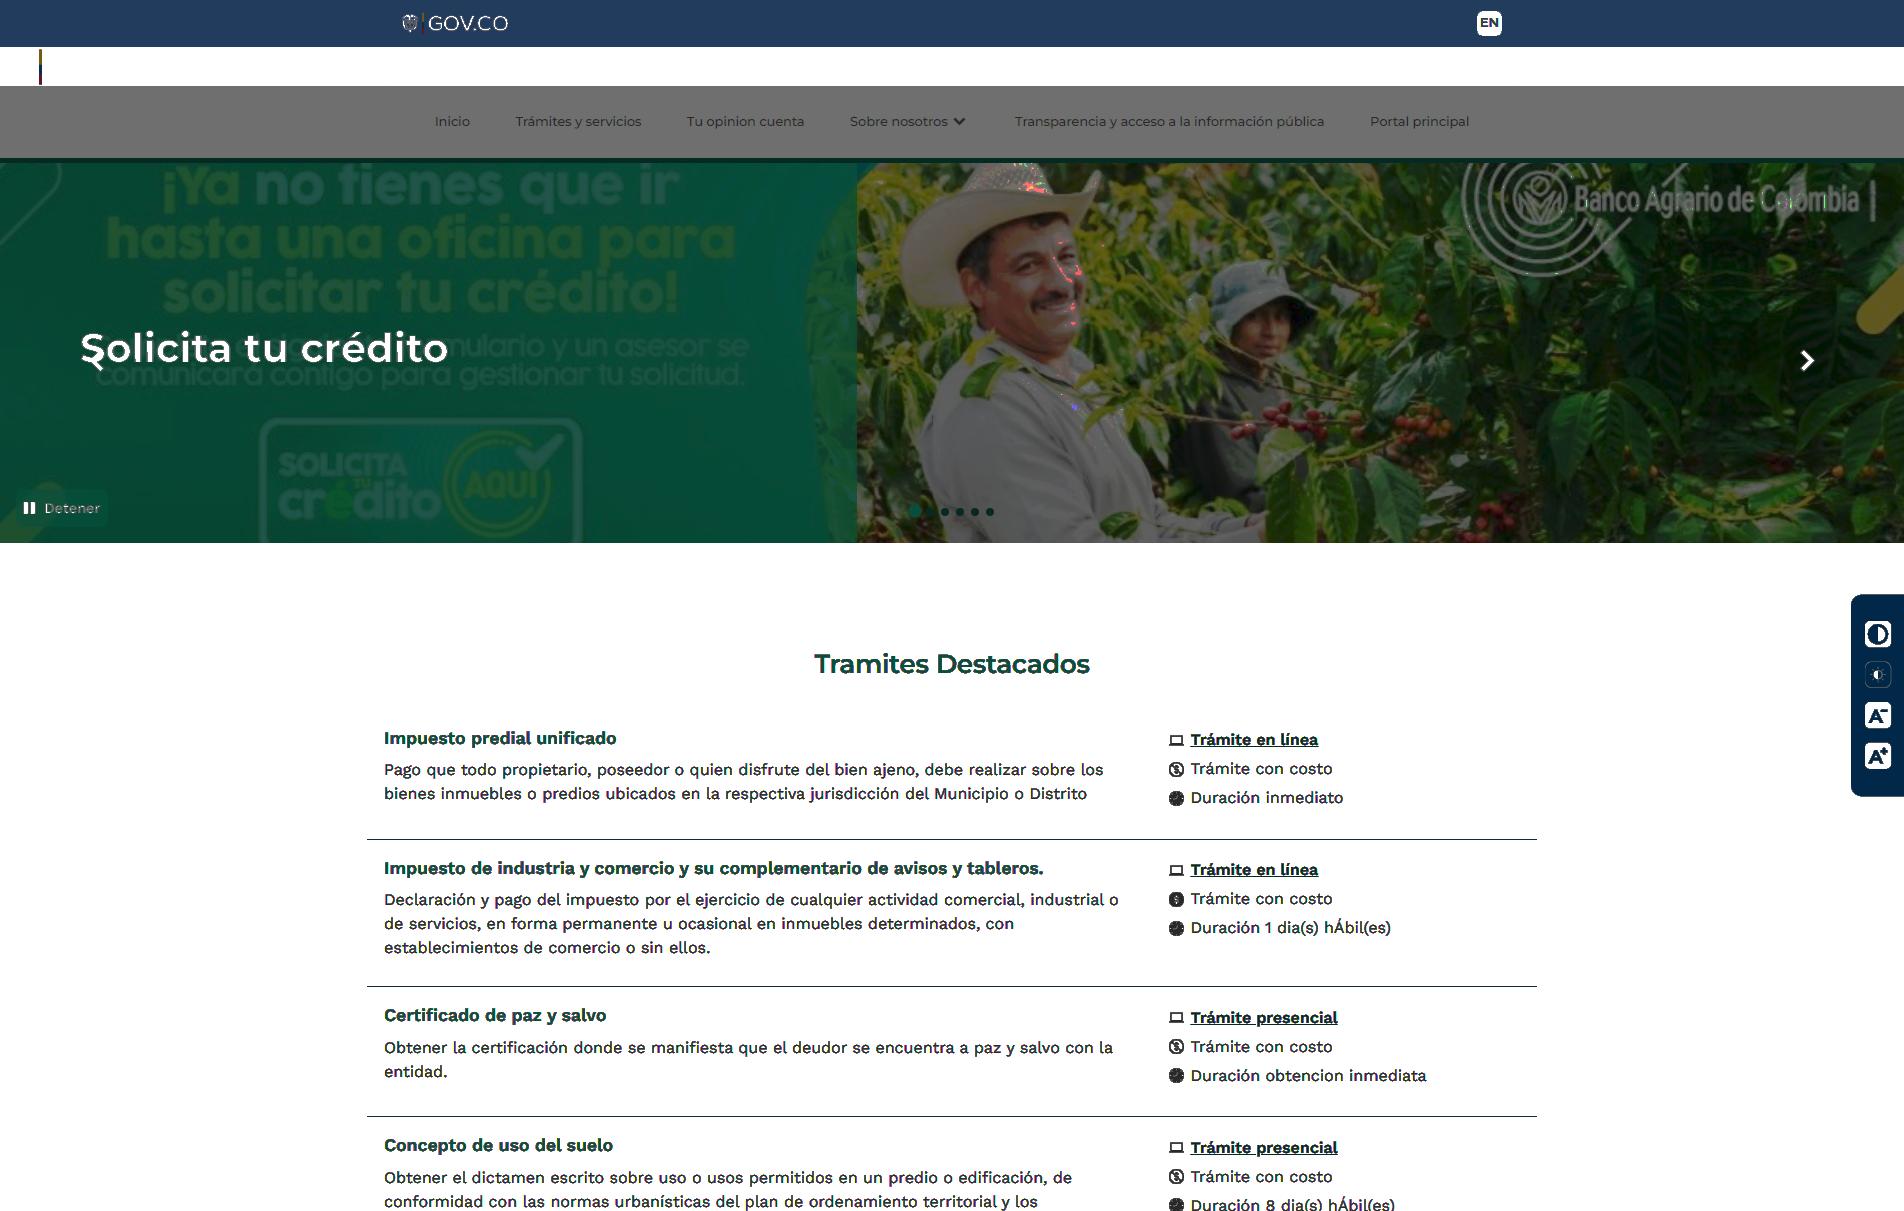 GOV.CO
EN
Inicio
Trámites y servicios
Tu opinion cuenta
Sobre nosotros
Transparencia y acceso a la información pública
Portal principal
¡Ya no tienes que ir
hasta una oficina para
solicitar tu crédito!
Banco Agrario de Colombia
Solicita tu crédito
y un asesor se
comunicará contigo para gestionar tu solicitud.
SOLICITA
TU
crédito
AQUÍ
Detener
Tramites Destacados
Impuesto predial unificado
Pago que todo propietario, poseedor o quien disfrute del bien ajeno, debe realizar sobre los
bienes inmuebles o predios ubicados en la respectiva jurisdicción del Municipio o Distrito
Trámite en línea
Trámite con costo
Duración inmediato
Impuesto de industria y comercio y su complementario de avisos y tableros.
Declaración y pago del impuesto por el ejercicio de cualquier actividad comercial, industrial o
de servicios, en forma permanente u ocasional en inmuebles determinados, con
establecimientos de comercio o sin ellos.
Trámite en línea
Trámite con costo
Duración 1 dia(s) hÁbil(es)
Certificado de paz y salvo
Obtener la certificación donde se manifiesta que el deudor se encuentra a paz y salvo con la
entidad.
Trámite presencial
Trámite con costo
Duración obtencion inmediata
Concepto de uso del suelo
Obtener el dictamen escrito sobre uso o usos permitidos en un predio o edificación, de
conformidad con las normas urbanísticas del plan de ordenamiento territorial y los
Trámite presencial
Trámite con costo
Duración 8 dia(s) hÁbil(es)
A-
A+